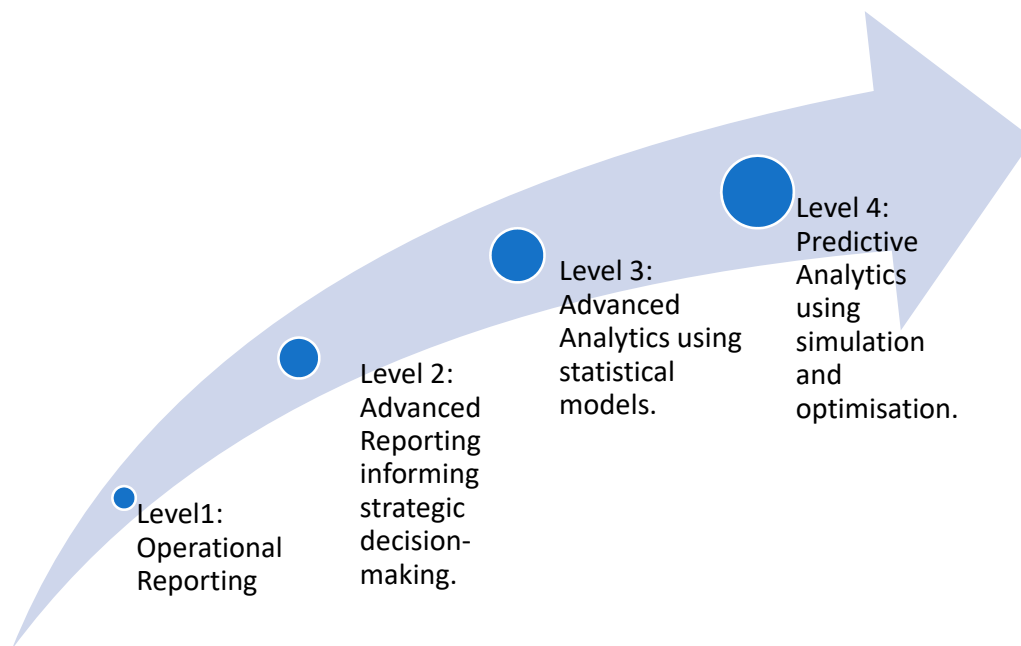 Level1:
Operational
Reporting
Level 2:
Advanced
Reporting
informing
strategic
decision-
making.
Level 3:
Advanced
Analytics using
statistical
models.
Level 4:
Predictive
Analytics
using
simulation
and
optimisation.